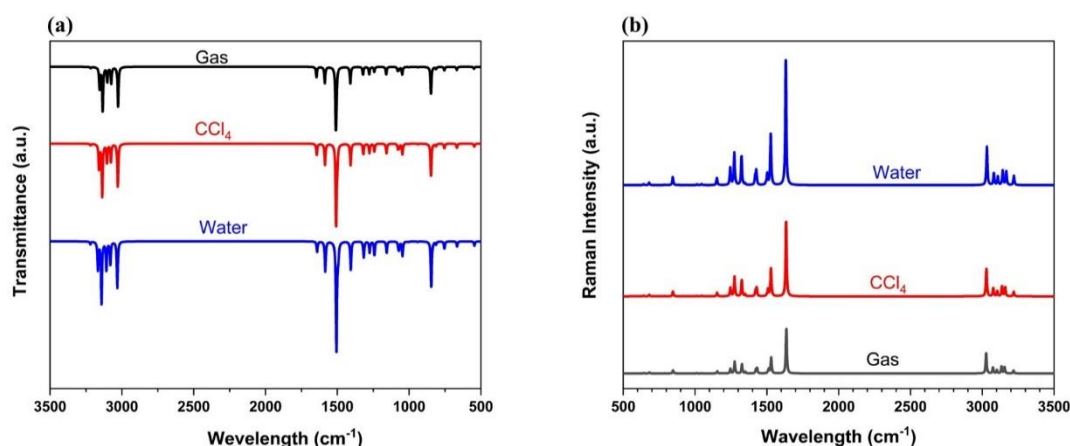 (a)
Gas
CCl₄
Water
Transmittance (a.u.)
3500 3000 2500 2000 1500 1000 500
Wevelength (cm⁻¹)
(b)
Water
CCl₄
Gas
Raman Intensity (a.u.)
500 1000 1500 2000 2500 3000 3500
Wavelength (cm⁻¹)